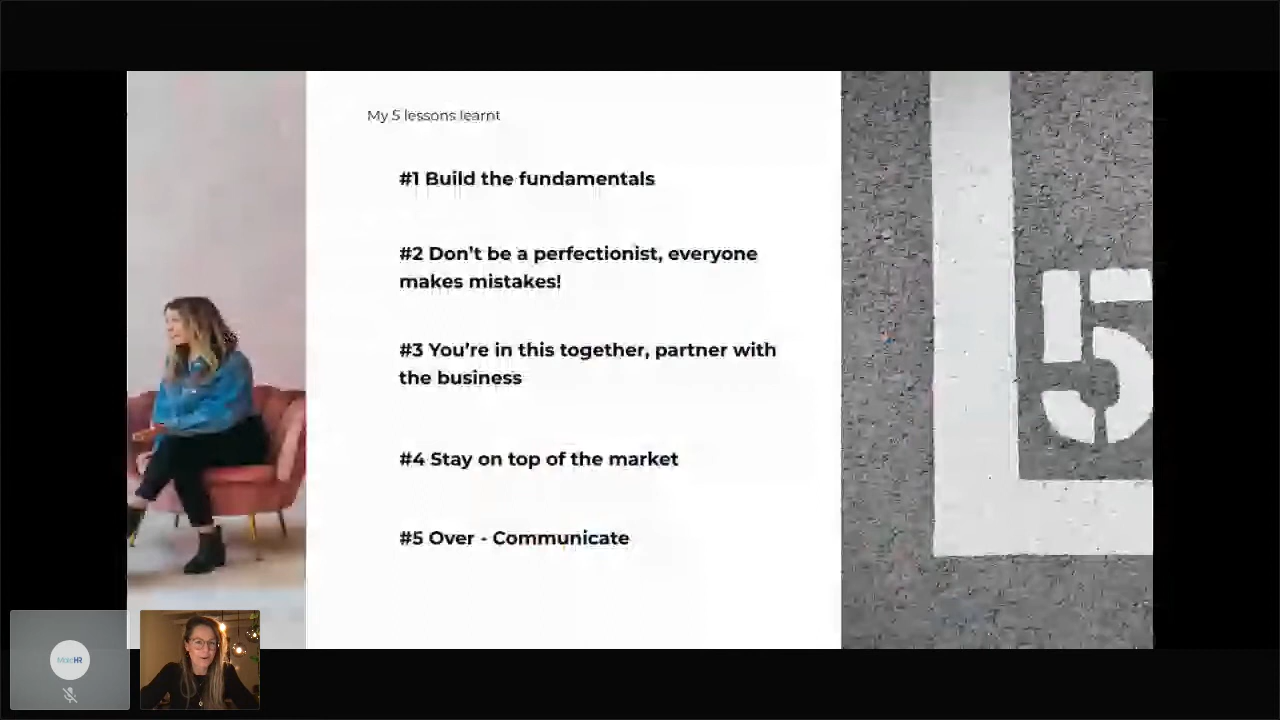 My 5 lessons learnt
#1 Build the fundamentals
#2 Don't be a perfectionist, everyone
makes mistakes!
#3 You're in this together, partner with
the business
#4 Stay on top of the market
#5 Over - Communicate
5